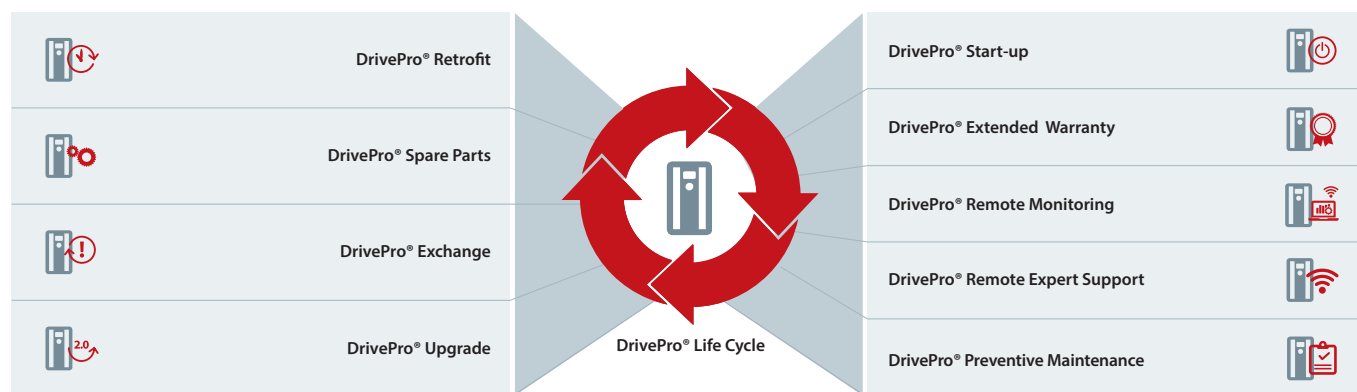 DrivePro® Retrofit
DrivePro® Spare Parts
DrivePro® Exchange
2.0
DrivePro® Upgrade
DrivePro® Life Cycle
DrivePro® Start-up
DrivePro® Extended Warranty
DrivePro® Remote Monitoring
DrivePro® Remote Expert Support
DrivePro® Preventive Maintenance